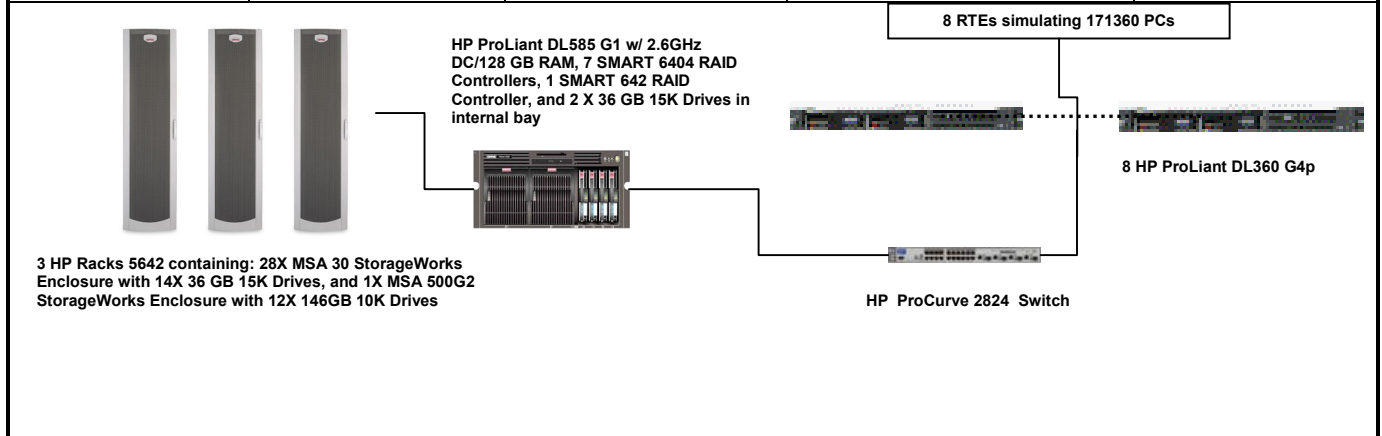 8 RTEs simulating 171360 PCs
HP ProLiant DL585 G1 w/ 2.6GHz
DC/128 GB RAM, 7 SMART 6404 RAID
Controllers, 1 SMART 642 RAID
Controller, and 2 X 36 GB 15K Drives in
internal bay
8 HP ProLiant DL360 G4p
3 HP Racks 5642 containing: 28X MSA 30 StorageWorks
Enclosure with 14X 36 GB 15K Drives, and 1X MSA 500G2
StorageWorks Enclosure with 12X 146GB 10K Drives
HP ProCurve 2824 Switch